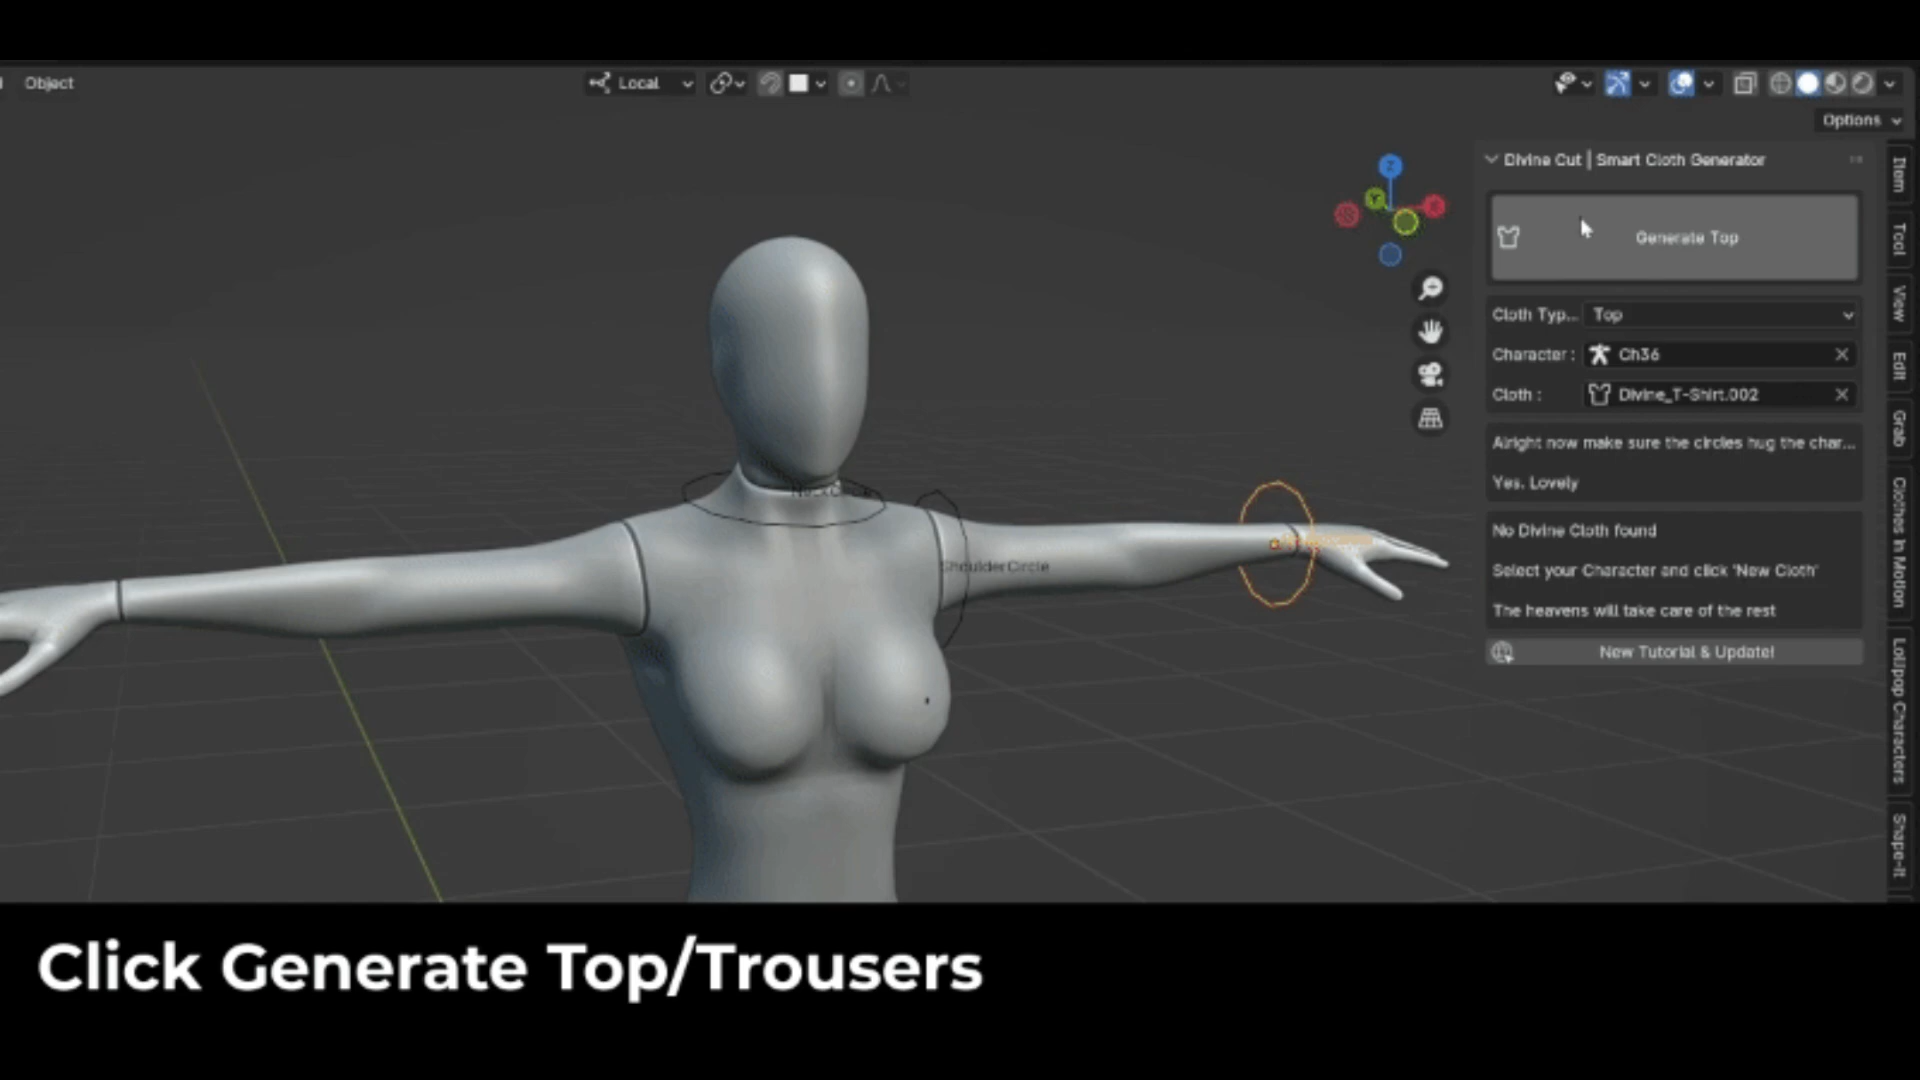 Object
Local
Options
Divine Cut | Smart Cloth Generator
Generate Top
Cloth Typ... Top
Character : Ch36
Cloth : Divine_T-Shirt.002
Alright now make sure the circles hug the char...
Yes. Lovely
No Divine Cloth found
Select your Character and click 'New Cloth'
The heavens will take care of the rest
New Tutorial & Update!
Item
Tool
View
Edit
Grab
Clothes in Motion
Lollipop Characters
Shape-It
Z
NeckCircle
ShoulderCircle
Click Generate Top/Trousers